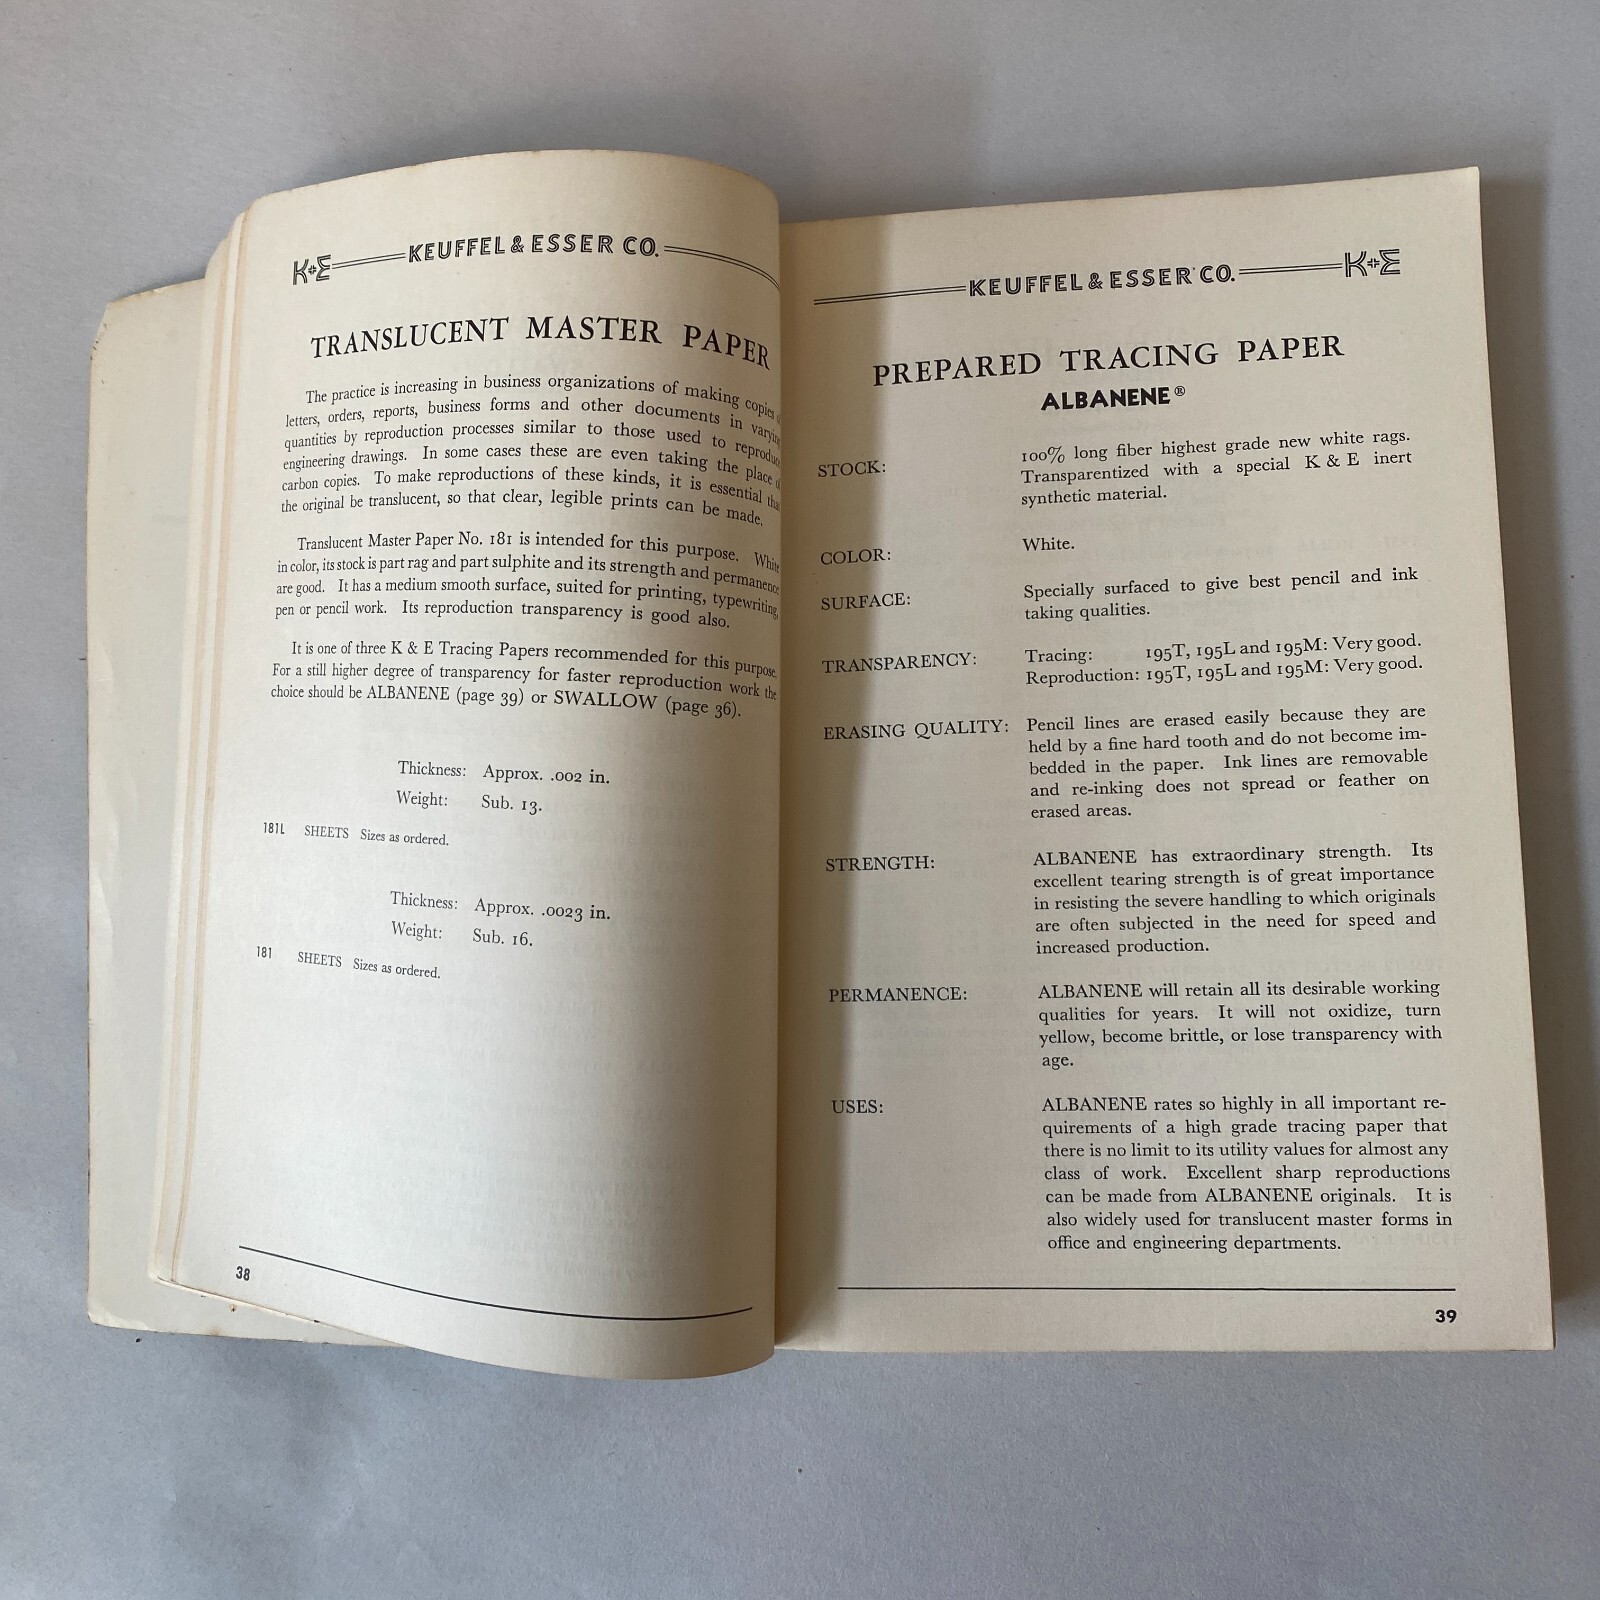 K+E KEUFFEL & ESSER CO.
TRANSLUCENT MASTER PAPER
The practice is increasing in business organizations of making copies
letters, orders, reports, business forms and other documents in
quantities by reproduction processes similar to those used to
engineering drawings. In some cases these are even taking the place
carbon copies. To make reproductions of these kinds, it is essential
the original be translucent, so that clear, legible prints can be made.
Translucent Master Paper No. 181 is intended for this purpose. White
in color, its stock is part rag and part sulphite and its strength and permanence
are good. It has a medium smooth surface, suited for printing, typewriting,
pen or pencil work. Its reproduction transparency is good also.
It is one of three K & E Tracing Papers recommended for this purpose.
For a still higher degree of transparency for faster reproduction work the
choice should be ALBANENE (page 39) or SWALLOW (page 36).
Thickness: Approx. .002 in.
Weight: Sub. 13.
181L SHEETS Sizes as ordered.
Thickness: Approx. .0023 in.
Weight: Sub. 16.
181 SHEETS Sizes as ordered.
38
KEUFFEL & ESSER CO. K+E
PREPARED TRACING PAPER
ALBANENE®
STOCK: 100% long fiber highest grade new white rags.
Transparentized with a special K & E inert
synthetic material.
COLOR: White.
SURFACE: Specially surfaced to give best pencil and ink
taking qualities.
TRANSPARENCY: Tracing: 195T, 195L and 195M: Very good.
Reproduction: 195T, 195L and 195M: Very good.
ERASING QUALITY: Pencil lines are erased easily because they are
held by a fine hard tooth and do not become im-
bedded in the paper. Ink lines are removable
and re-inking does not spread or feather on
erased areas.
STRENGTH: ALBANENE has extraordinary strength. Its
excellent tearing strength is of great importance
in resisting the severe handling to which originals
are often subjected in the need for speed and
increased production.
PERMANENCE: ALBANENE will retain all its desirable working
qualities for years. It will not oxidize, turn
yellow, become brittle, or lose transparency with
age.
USES: ALBANENE rates so highly in all important re-
quirements of a high grade tracing paper that
there is no limit to its utility values for almost any
class of work. Excellent sharp reproductions
can be made from ALBANENE originals. It is
also widely used for translucent master forms in
office and engineering departments.
39